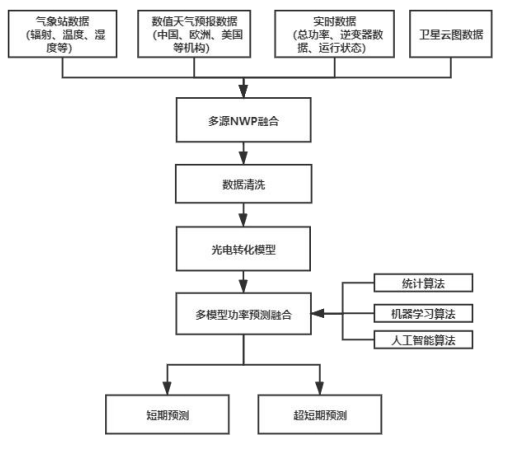 气象站数据
(辐射、温度、湿
度等)
数值天气预报数据
(中国、欧洲、美国
等机构)
实时数据
(总功率、逆变器数
据、运行状态)
卫星云图数据
多源NWP融合
数据清洗
光电转化模型
多模型功率预测融合
统计算法
机器学习算法
人工智能算法
短期预测
超短期预测